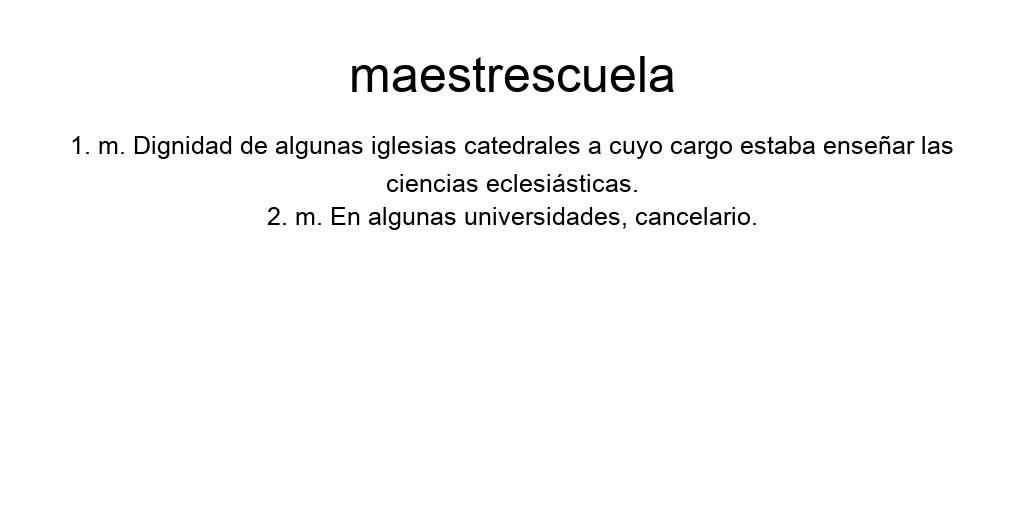 maestrescuela
1. m. Dignidad de algunas iglesias catedrales a cuyo cargo estaba enseñar las
ciencias eclesiásticas.
2. m. En algunas universidades, cancelario.